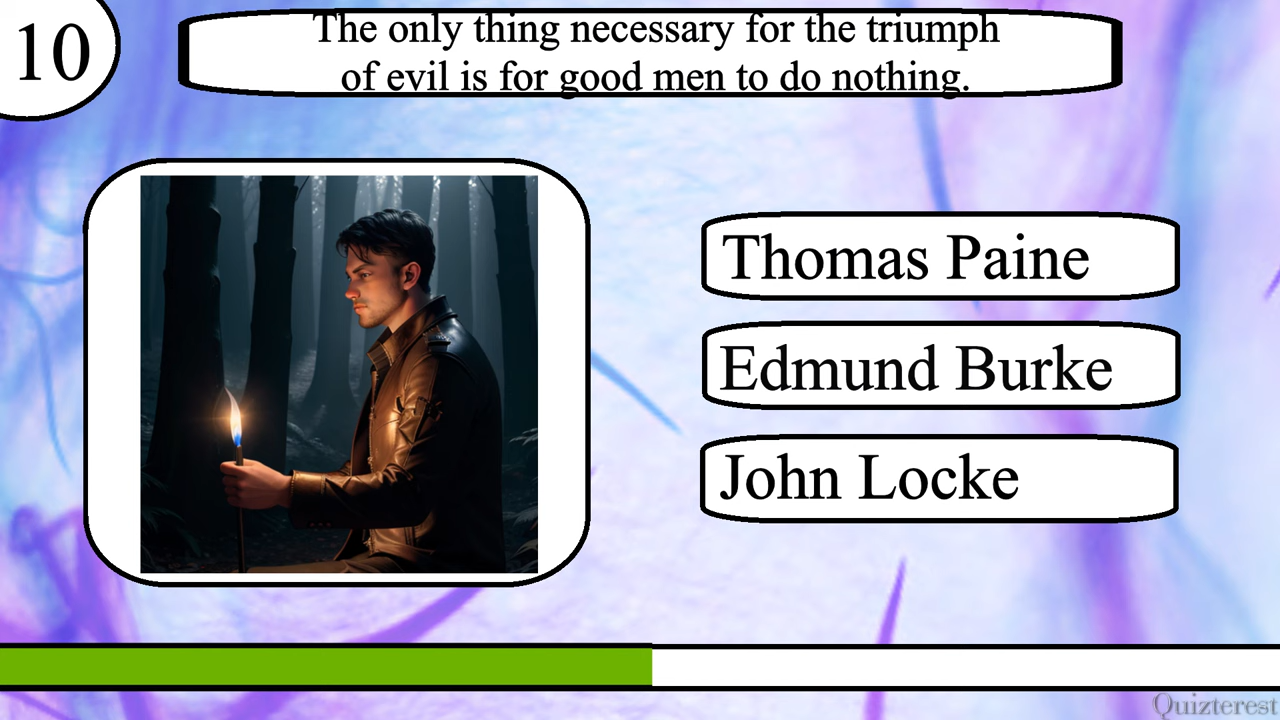 10
The only thing necessary for the triumph
of evil is for good men to do nothing.
Thomas Paine
Edmund Burke
John Locke
Quizterest